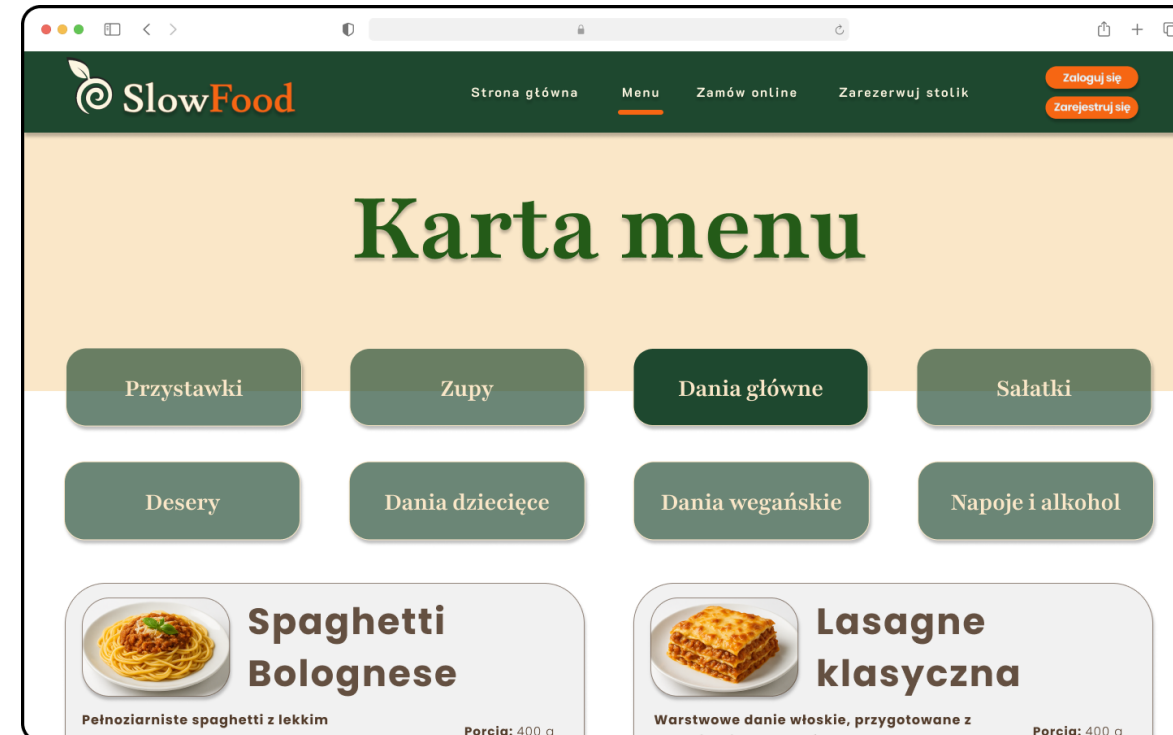 SlowFood
Strona główna Menu Zamów online Zarezerwuj stolik
Zaloguj się
Zarejestruj się
Karta menu
Przystawki Zupy Dania główne Sałatki
Desery Dania dziecięce Dania wegańskie Napoje i alkohol
Spaghetti
Bolognese
Pełnoziarniste spaghetti z lekkim
Porcja: 400 g
Lasagne
klasyczna
Warstwowe danie włoskie, przygotowane z
Porcja: 400 g